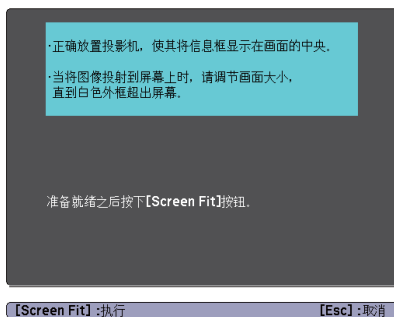 ·正确放置投影机，使其将信息框显示在画面的中央.
·当将图像投射到屏幕上时，请调节画面大小，
直到白色外框超出屏幕.
准备就绪之后按下[Screen Fit]按钮.
[Screen Fit] :执行 [Esc] :取消